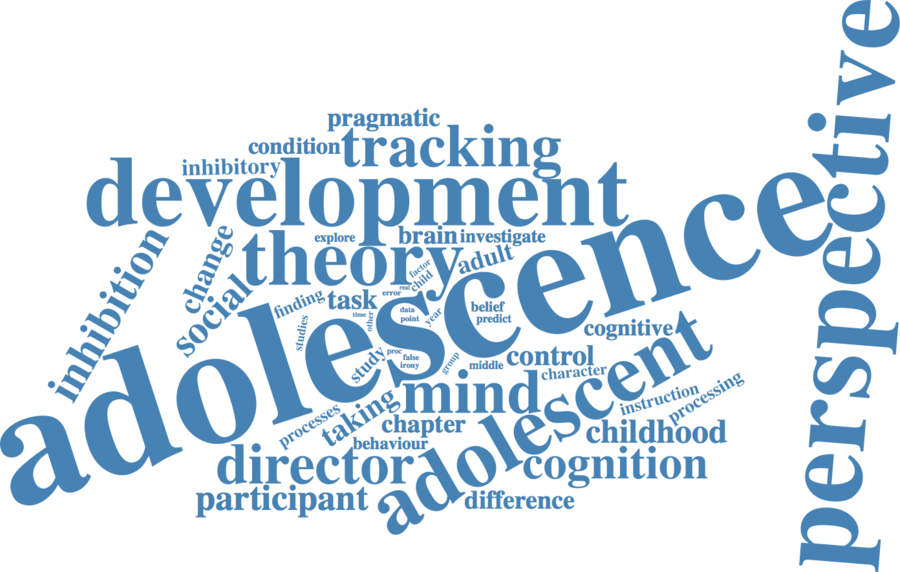 perspective
pragmatic
condition
tracking
inhibitory
development
theory
explore
brain
investigate
inhibition
change
social
adolescence
adult
factor
child
real
error
finding
task
time
other
data
point
year
belief
predict
studies
study
proc
false
irony
group
middle
control
cognitive
character
mind
adolescent
instruction
processing
processes
taking
chapter
behaviour
childhood
director
cognition
participant
difference